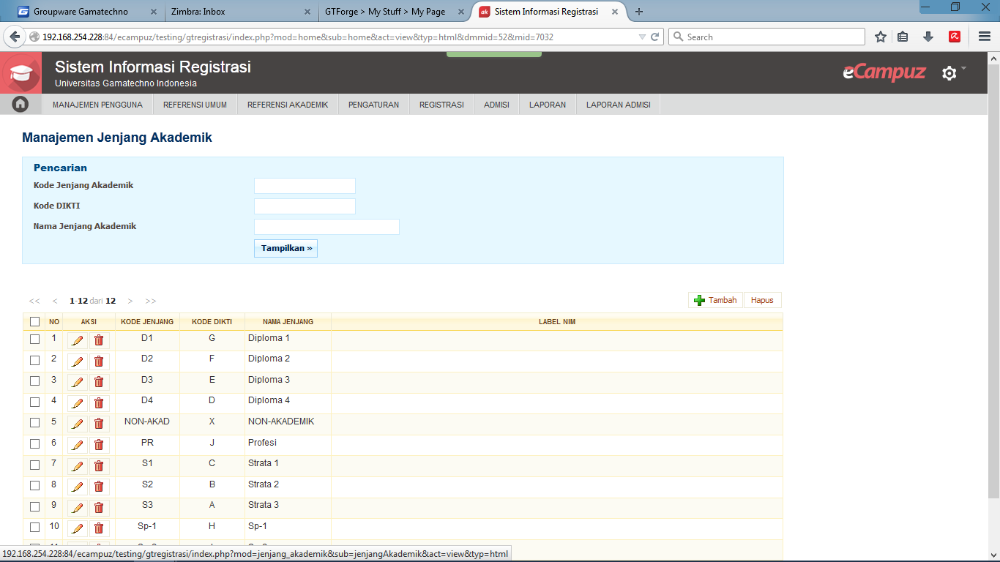 Groupware Gamatechno
Zimbra: Inbox
GTForge > My Stuff > My Page
Sistem Informasi Registrasi
192.168.254.228:84/ecampuz/testing/gtregistrasi/index.php?mod=home&sub=home&act=view&typ=html&dmmid=52&mid=7032
Search
Sistem Informasi Registrasi
Universitas Gamatechno Indonesia
eCampuz
MANAJEMEN PENGGUNA REFERENSI UMUM REFERENSI AKADEMIK PENGATURAN REGISTRASI ADMISI LAPORAN LAPORAN ADMISI
Manajemen Jenjang Akademik
Pencarian
Kode Jenjang Akademik
Kode DIKTI
Nama Jenjang Akademik
Tampilkan »
<< < 1-12 dari 12 > >>
Tambah Hapus
NO AKSI KODE JENJANG KODE DIKTI NAMA JENJANG LABEL NIM
1 D1 G Diploma 1
2 D2 F Diploma 2
3 D3 E Diploma 3
4 D4 D Diploma 4
5 NON-AKAD X NON-AKADEMIK
6 PR J Profesi
7 S1 C Strata 1
8 S2 B Strata 2
9 S3 A Strata 3
10 Sp-1 H Sp-1
192.168.254.228:84/ecampuz/testing/gtregistrasi/index.php?mod=jenjang_akademik&sub=jenjangAkademik&act=view&typ=html